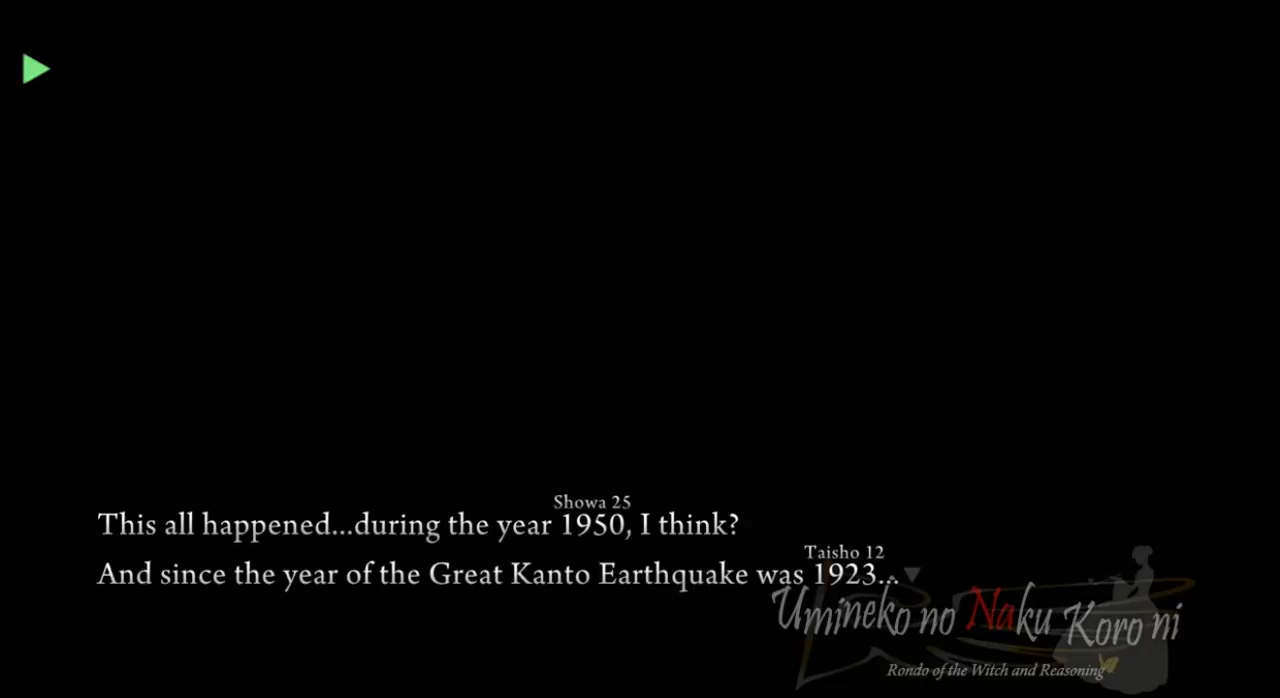 Showa 25
This all happened...during the year 1950, I think?
Taisho 12
And since the year of the Great Kanto Earthquake was 1923...
Umineko no Naku Koro ni
Rondo of the Witch and Reasoning